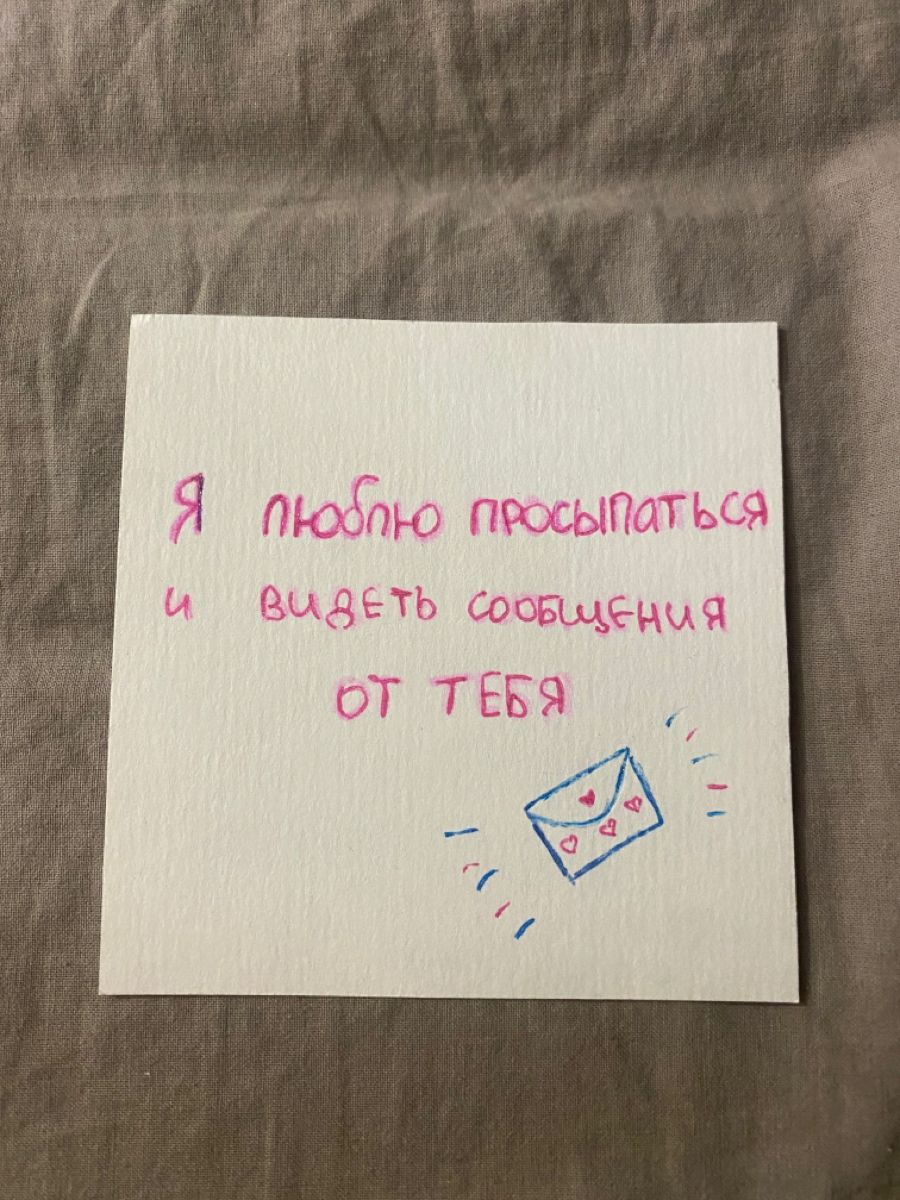 Я люблю просыпаться
и видеть сообщения
от тебя